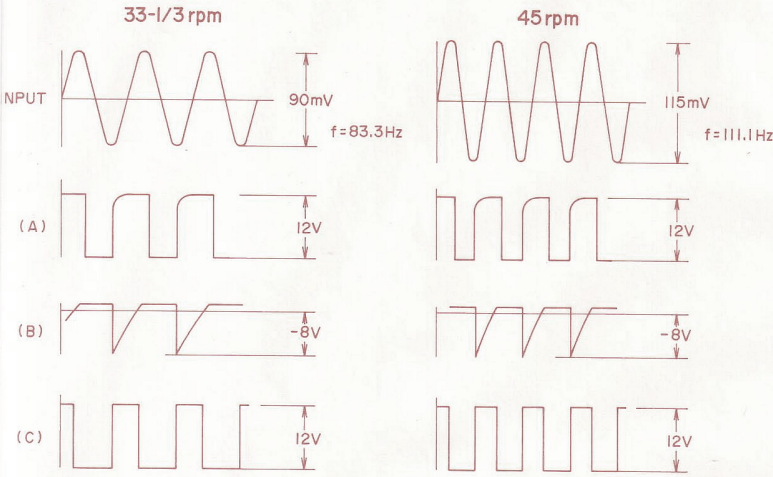 33-1/3 rpm
45 rpm
NPUT
90mV
f=83.3Hz
115mV
f=111.1Hz
(A)
12V
12V
(B)
-8V
-8V
(C)
12V
12V